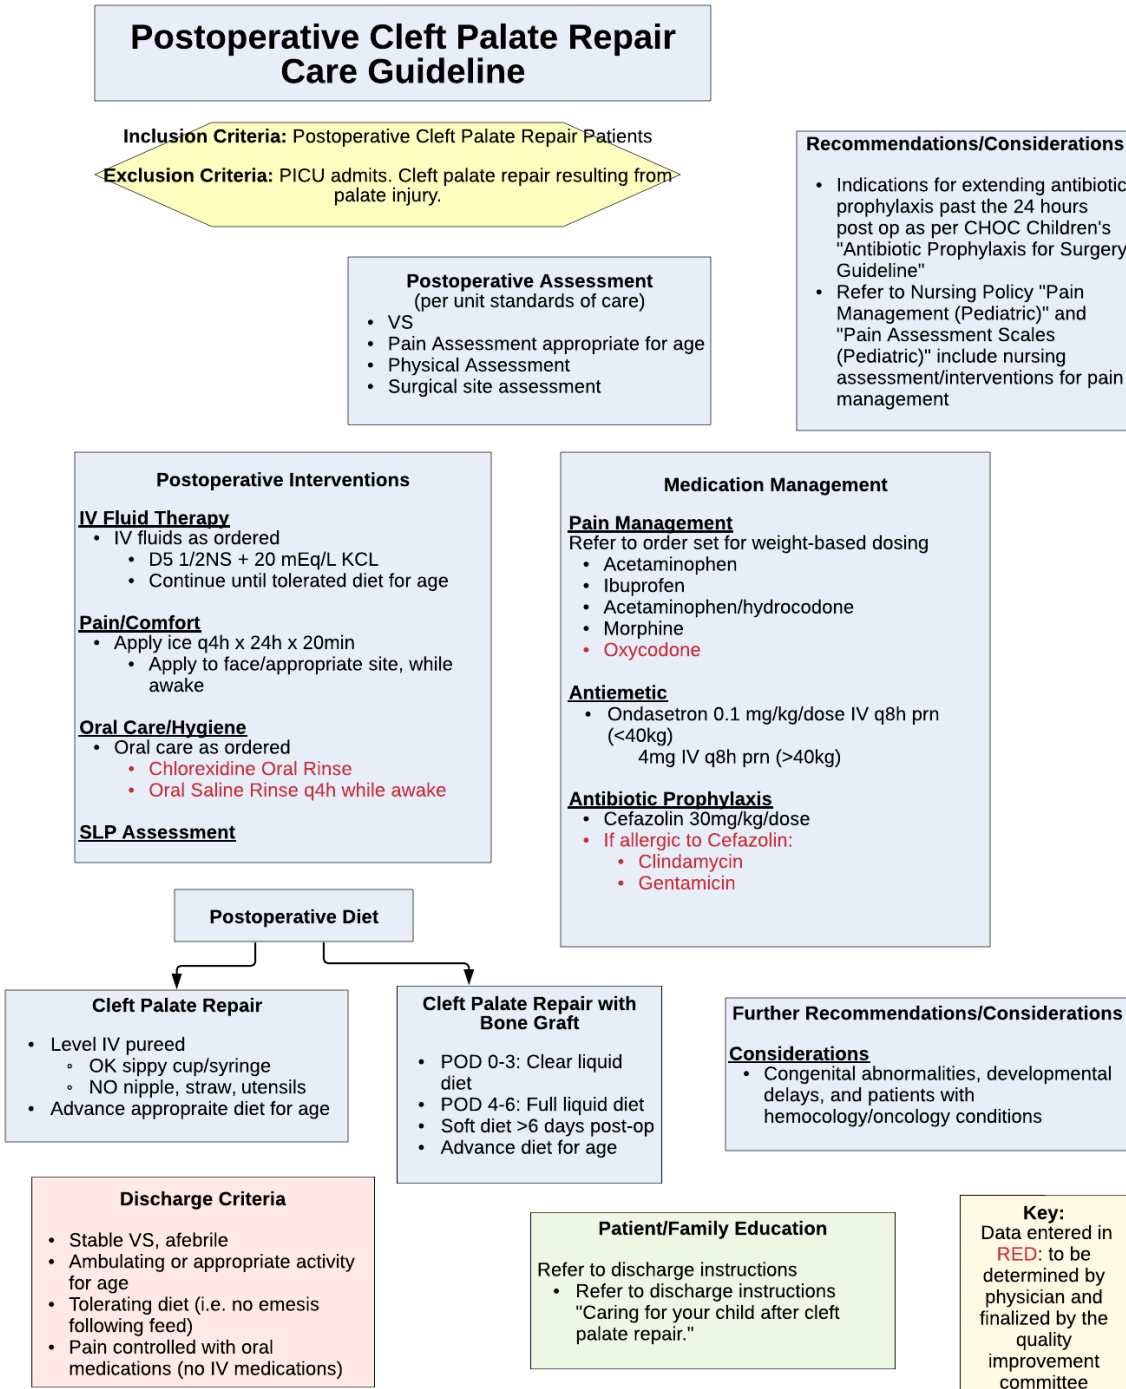 Postoperative Cleft Palate Repair
Care Guideline
Inclusion Criteria: Postoperative Cleft Palate Repair Patients
Exclusion Criteria: PICU admits. Cleft palate repair resulting from
palate injury.
Recommendations/Considerations
• Indications for extending antibiotic
prophylaxis past the 24 hours
post op as per CHOC Children's
"Antibiotic Prophylaxis for Surgery
Guideline"
• Refer to Nursing Policy "Pain
Management (Pediatric)" and
"Pain Assessment Scales
(Pediatric)" include nursing
assessment/interventions for pain
management
Postoperative Assessment
(per unit standards of care)
• VS
• Pain Assessment appropriate for age
• Physical Assessment
• Surgical site assessment
Postoperative Interventions
IV Fluid Therapy
• IV fluids as ordered
• D5 1/2NS + 20 mEq/L KCL
• Continue until tolerated diet for age
Pain/Comfort
• Apply ice q4h x 24h x 20min
• Apply to face/appropriate site, while
awake
Oral Care/Hygiene
• Oral care as ordered
• Chlorexidine Oral Rinse
• Oral Saline Rinse q4h while awake
SLP Assessment
Medication Management
Pain Management
Refer to order set for weight-based dosing
• Acetaminophen
• Ibuprofen
• Acetaminophen/hydrocodone
• Morphine
• Oxycodone
Antiemetic
• Ondasetron 0.1 mg/kg/dose IV q8h prn
(<40kg)
4mg IV q8h prn (>40kg)
Antibiotic Prophylaxis
• Cefazolin 30mg/kg/dose
• If allergic to Cefazolin:
• Clindamycin
• Gentamicin
Postoperative Diet
Cleft Palate Repair
• Level IV pureed
◦ OK sippy cup/syringe
◦ NO nipple, straw, utensils
• Advance appropraite diet for age
Cleft Palate Repair with
Bone Graft
• POD 0-3: Clear liquid
diet
• POD 4-6: Full liquid diet
• Soft diet >6 days post-op
• Advance diet for age
Further Recommendations/Considerations
Considerations
• Congenital abnormalities, developmental
delays, and patients with
hemocology/oncology conditions
Discharge Criteria
• Stable VS, afebrile
• Ambulating or appropriate activity
for age
• Tolerating diet (i.e. no emesis
following feed)
• Pain controlled with oral
medications (no IV medications)
Patient/Family Education
Refer to discharge instructions
• Refer to discharge instructions
"Caring for your child after cleft
palate repair."
Key:
Data entered in
RED: to be
determined by
physician and
finalized by the
quality
improvement
committee